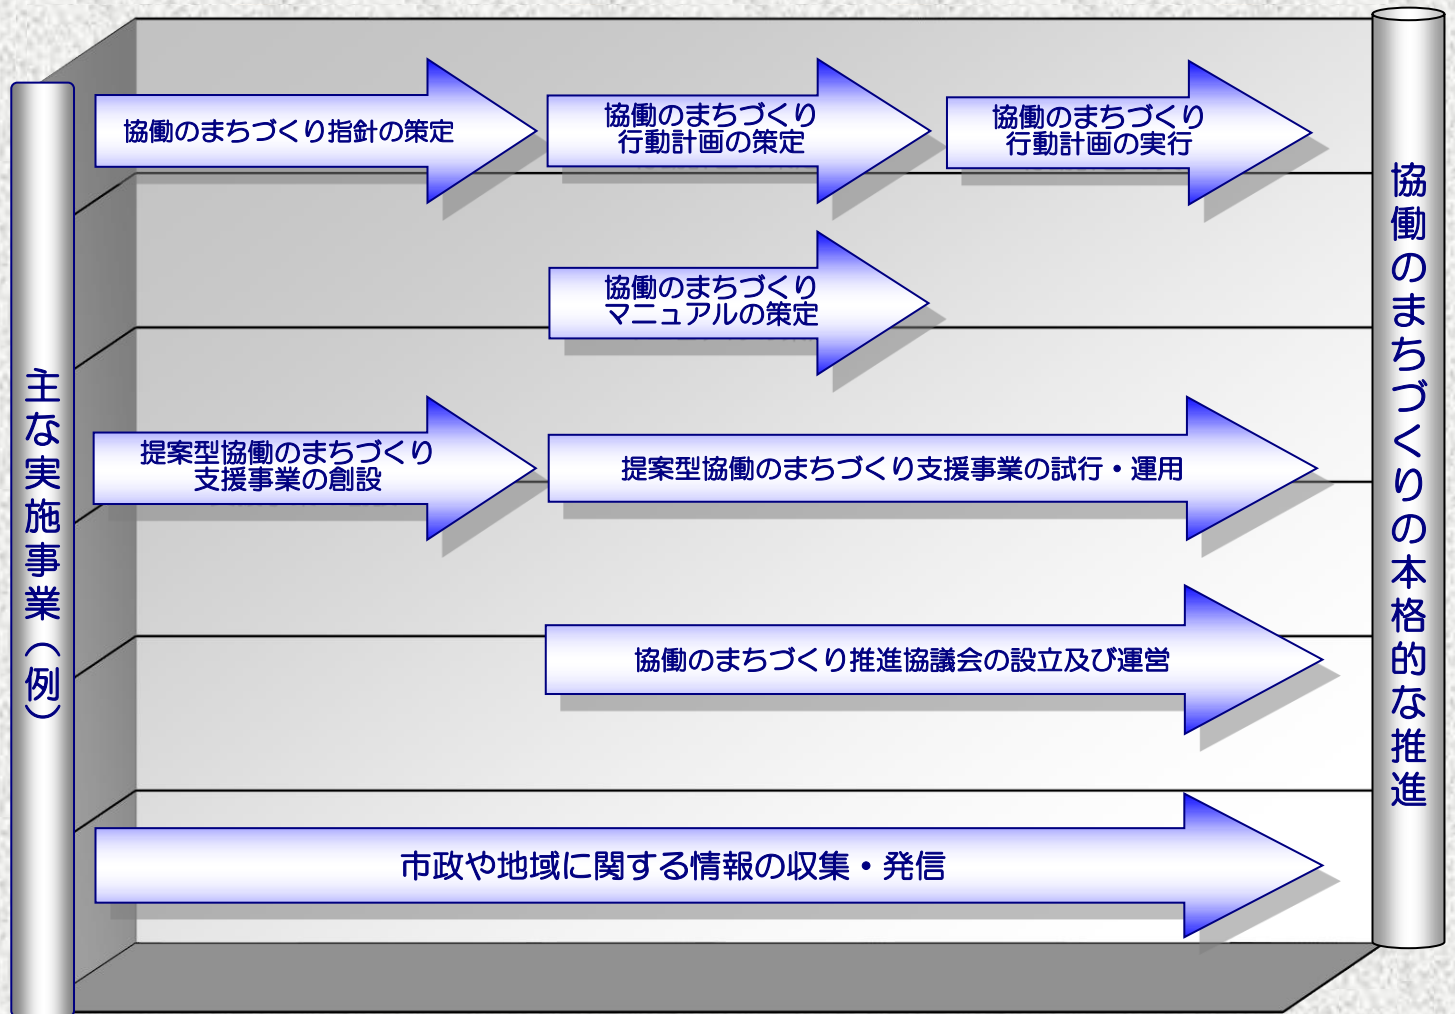 主な実施事業（例）
協働のまちづくり指針の策定
協働のまちづくり
行動計画の策定
協働のまちづくり
行動計画の実行
協働のまちづくり
マニュアルの策定
提案型協働のまちづくり
支援事業の創設
提案型協働のまちづくり支援事業の試行・運用
協働のまちづくり推進協議会の設立及び運営
市政や地域に関する情報の収集・発信
協働のまちづくりの本格的な推進